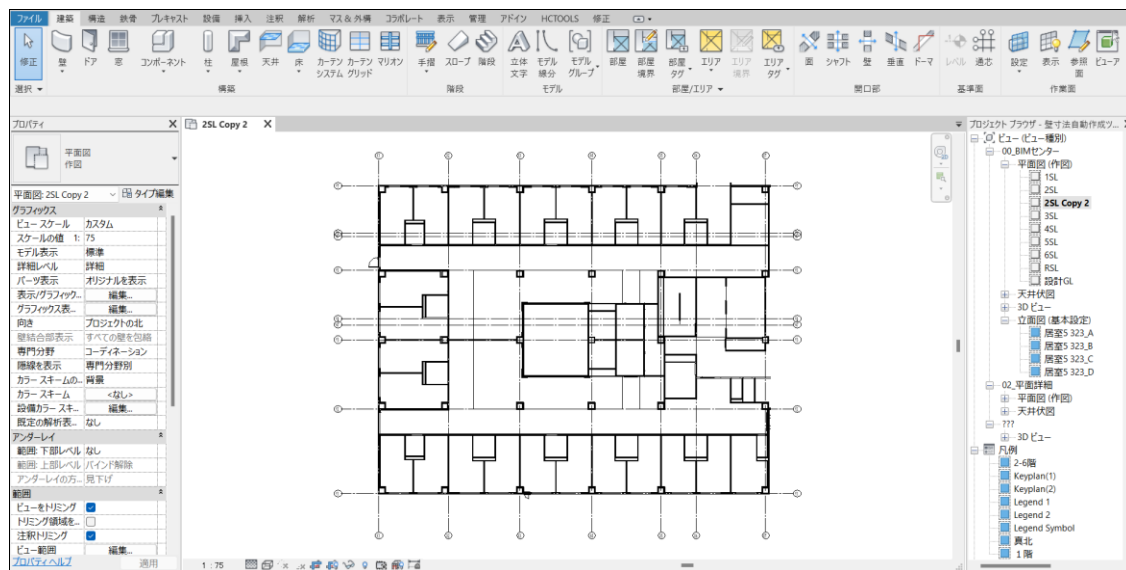 ファイル 建築 構造 鉄骨 プレキャスト 設備 挿入 注釈 解析 マス & 外構 コラボレート 表示 管理 アドイン HCTOOLS 修正
修正 壁 ドア 窓 コンポーネント 柱 屋根 天井 床 カーテン システム カーテン グリッド マリオン 手摺 スロープ 階段 立体 文字 モデル 線分 モデル グループ 部屋 部屋 境界 部屋 タグ エリア エリア 境界 エリア タグ 面 シャフト 壁 垂直 ドーマ レベル 通芯 設定 表示 参照 面 ビューア
選択 構築 階段 モデル 部屋/エリア 開口部 基準面 作業面
プロパティ X
平面図
作図
平面図: 2SL Copy 2 タイプ編集
グラフィックス
ビュー スケール カスタム
スケールの値 1: 75
モデル表示 標準
詳細レベル 詳細
パーツ表示 オリジナルを表示
表示/グラフィック... 編集...
グラフィックス表... 編集...
向き プロジェクトの北
壁結合部表示 すべての壁を包絡
専門分野 コーディネーション
隠線を表示 専門分野別
カラー スキームの... 背景
カラー スキーム <なし>
設備カラー スキ... 編集...
既定の解析表... なし
アンダーレイ
範囲: 下部レベル なし
範囲: 上部レベル バインド解除
アンダーレイの方... 見下げ
範囲
ビューをトリミング
トリミング領域を...
注釈トリミング
ビュー範囲 編集...
プロパティ ヘルプ 適用
2SL Copy 2 X
1 : 75
プロジェクト ブラウザ - 壁寸法自動作成ツ...
ビュー (ビュー種別)
00_BIMセンター
平面図 (作図)
1SL
2SL
2SL Copy 2
3SL
4SL
5SL
6SL
RSL
設計GL
天井伏図
3D ビュー
立面図 (基本設定)
居室5 323_A
居室5 323_B
居室5 323_C
居室5 323_D
02_平面詳細
平面図 (作図)
天井伏図
???
3D ビュー
凡例
2-6階
Keyplan(1)
Keyplan(2)
Legend 1
Legend 2
Legend Symbol
真北
1 階